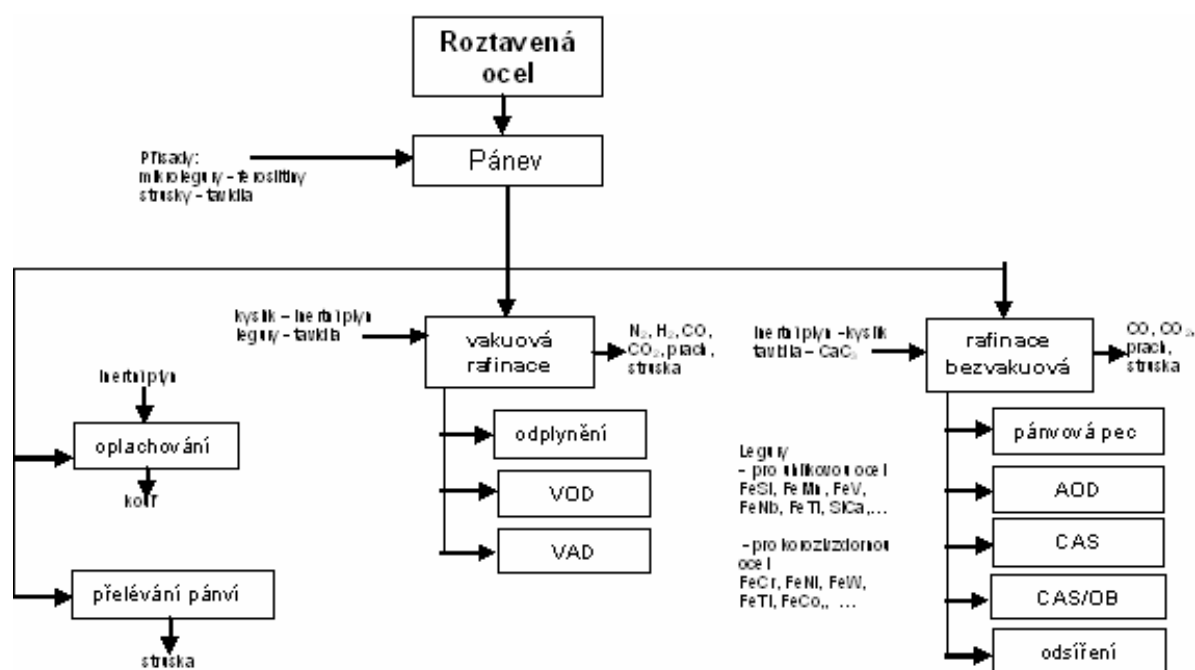 Roztavená
ocel
Pánev
Přísady:
mikrolegury – feroslitiny
strusky – tavidla
kyslík – inertní plyn
legury – tavidla
vakuová
rafinace
N₂, H₂, CO,
CO₂, prach,
struska
inertní plyn – kyslík
tavidla – CaC₂
rafinace
bezvakuová
CO, CO₂,
prach,
struska
inertní plyn
oplachování
kouř
přelévání pánví
struska
odplynění
VOD
VAD
Legury
– pro uhlíkovou ocel
FeSi, FeMn, FeV,
FeNb, FeTi, SiCa,...
– pro korozivzdornou
ocel
FeCr, FeNi, FeW,
FeTi, FeCo,, ...
pánvová pec
AOD
CAS
CAS/OB
odsíření